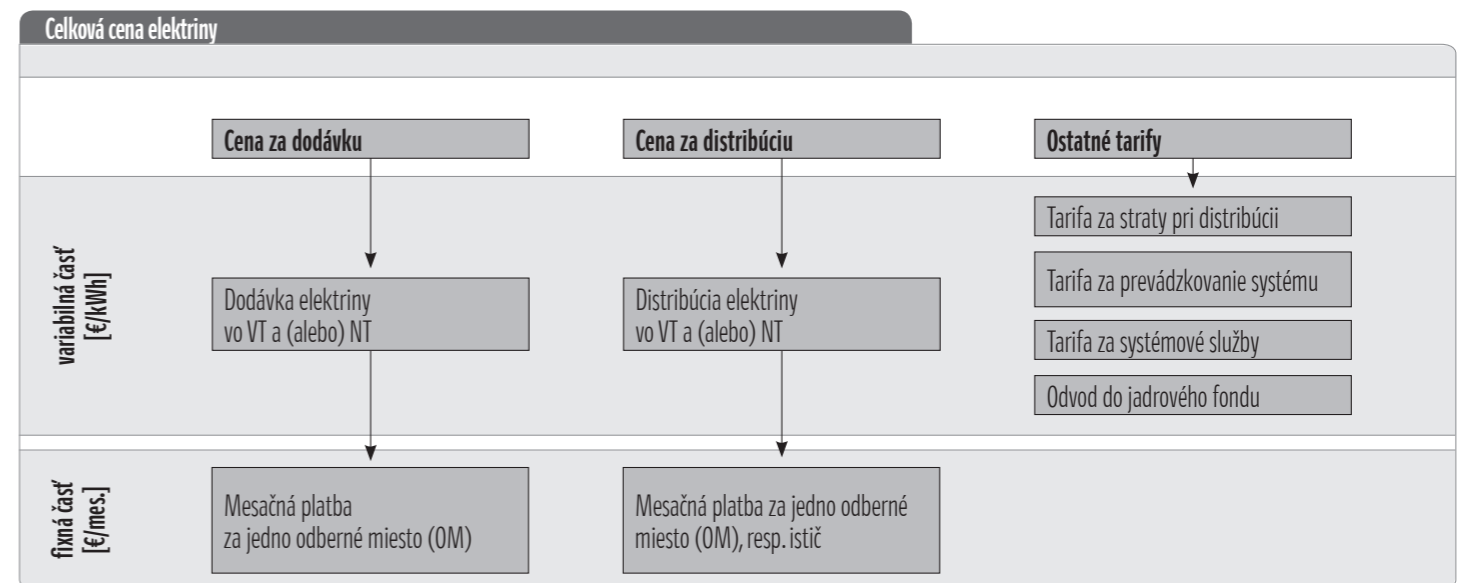 Celková cena elektriny
Cena za dodávku
Cena za distribúciu
Ostatné tarify
variabilná časť
[€/kWh]
Dodávka elektriny
vo VT a (alebo) NT
Distribúcia elektriny
vo VT a (alebo) NT
Tarifa za straty pri distribúcii
Tarifa za prevádzkovanie systému
Tarifa za systémové služby
Odvod do jadrového fondu
fixná časť
[€/mes.]
Mesačná platba
za jedno odberné miesto (OM)
Mesačná platba za jedno odberné
miesto (OM), resp. istič